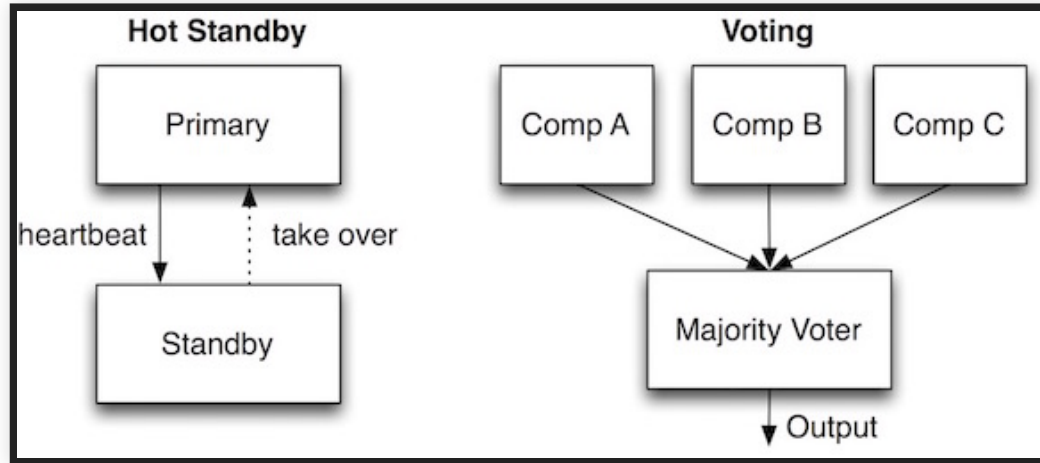 Hot Standby
Primary
heartbeat
take over
Standby
Voting
Comp A
Comp B
Comp C
Majority Voter
Output